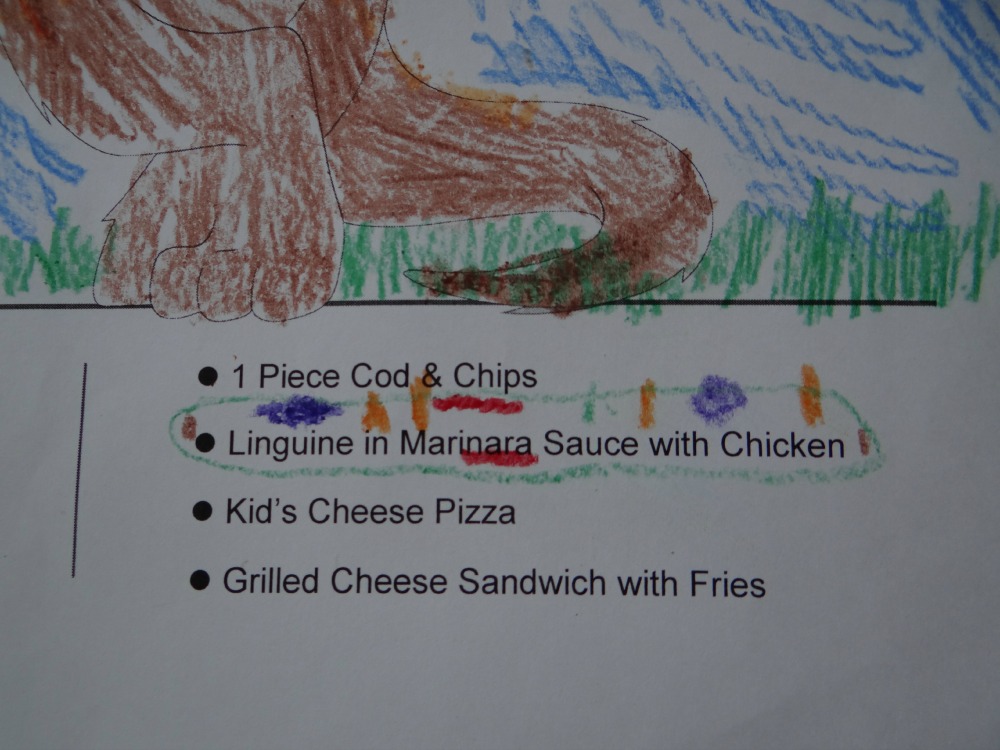 ● 1 Piece Cod & Chips
● Linguine in Marinara Sauce with Chicken
● Kid's Cheese Pizza
● Grilled Cheese Sandwich with Fries